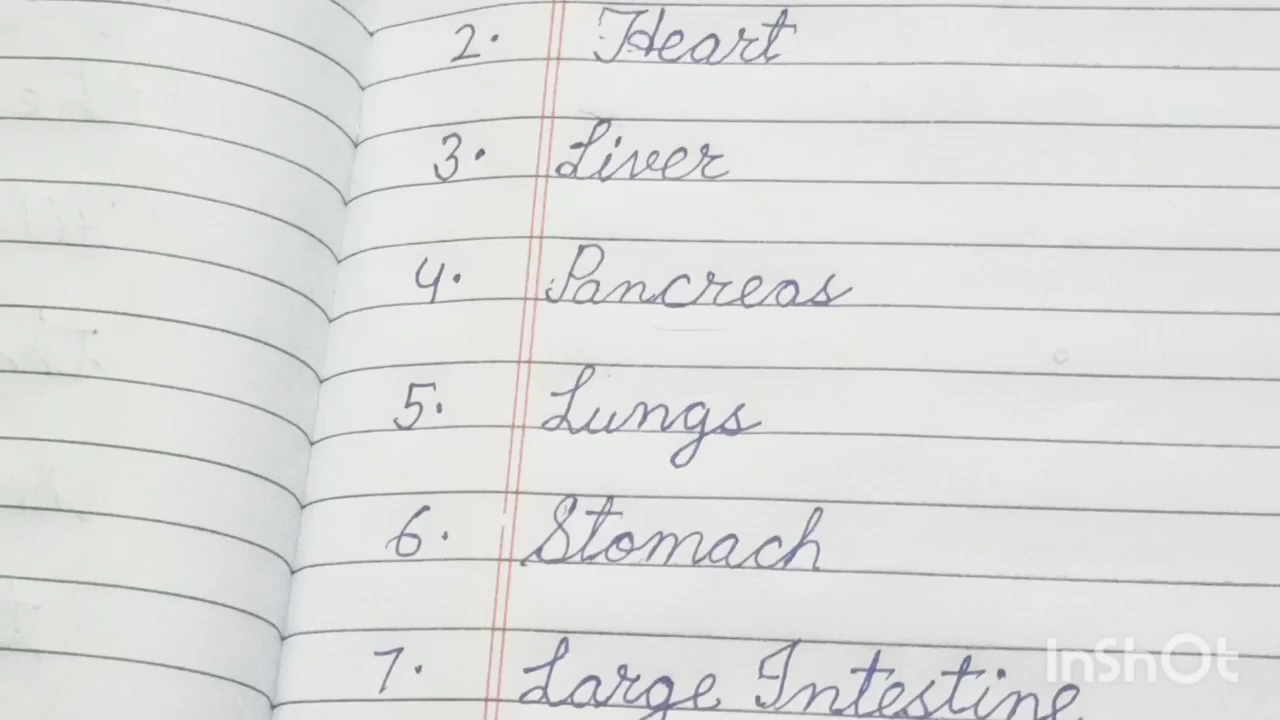 2. Heart
3. Liver
4. Pancreas
5. Lungs
6. Stomach
7. Large Intestine
InShOt